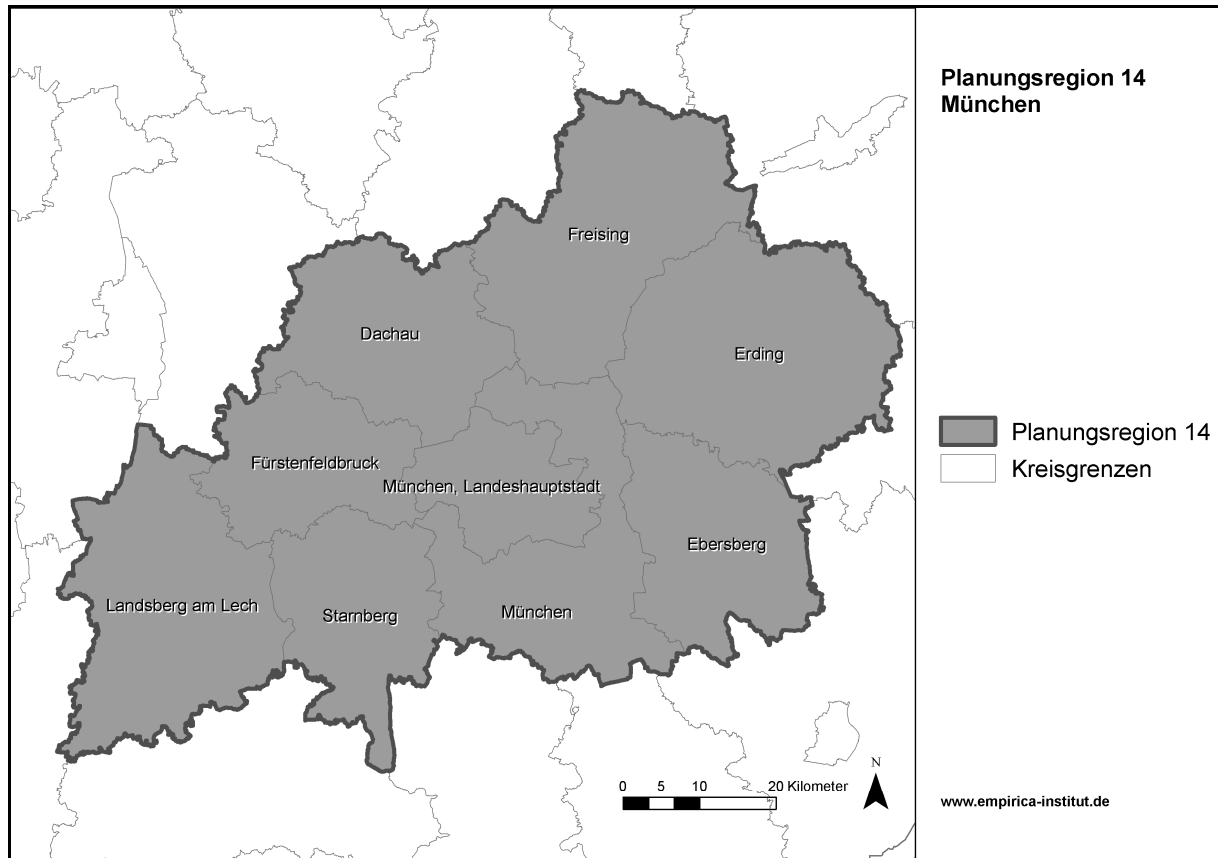 Planungsregion 14
München
Freising
Dachau
Erding
Fürstenfeldbruck
München, Landeshauptstadt
Ebersberg
Landsberg am Lech
Starnberg
München
Planungsregion 14
Kreisgrenzen
0 5 10 20 Kilometer
N
www.empirica-institut.de